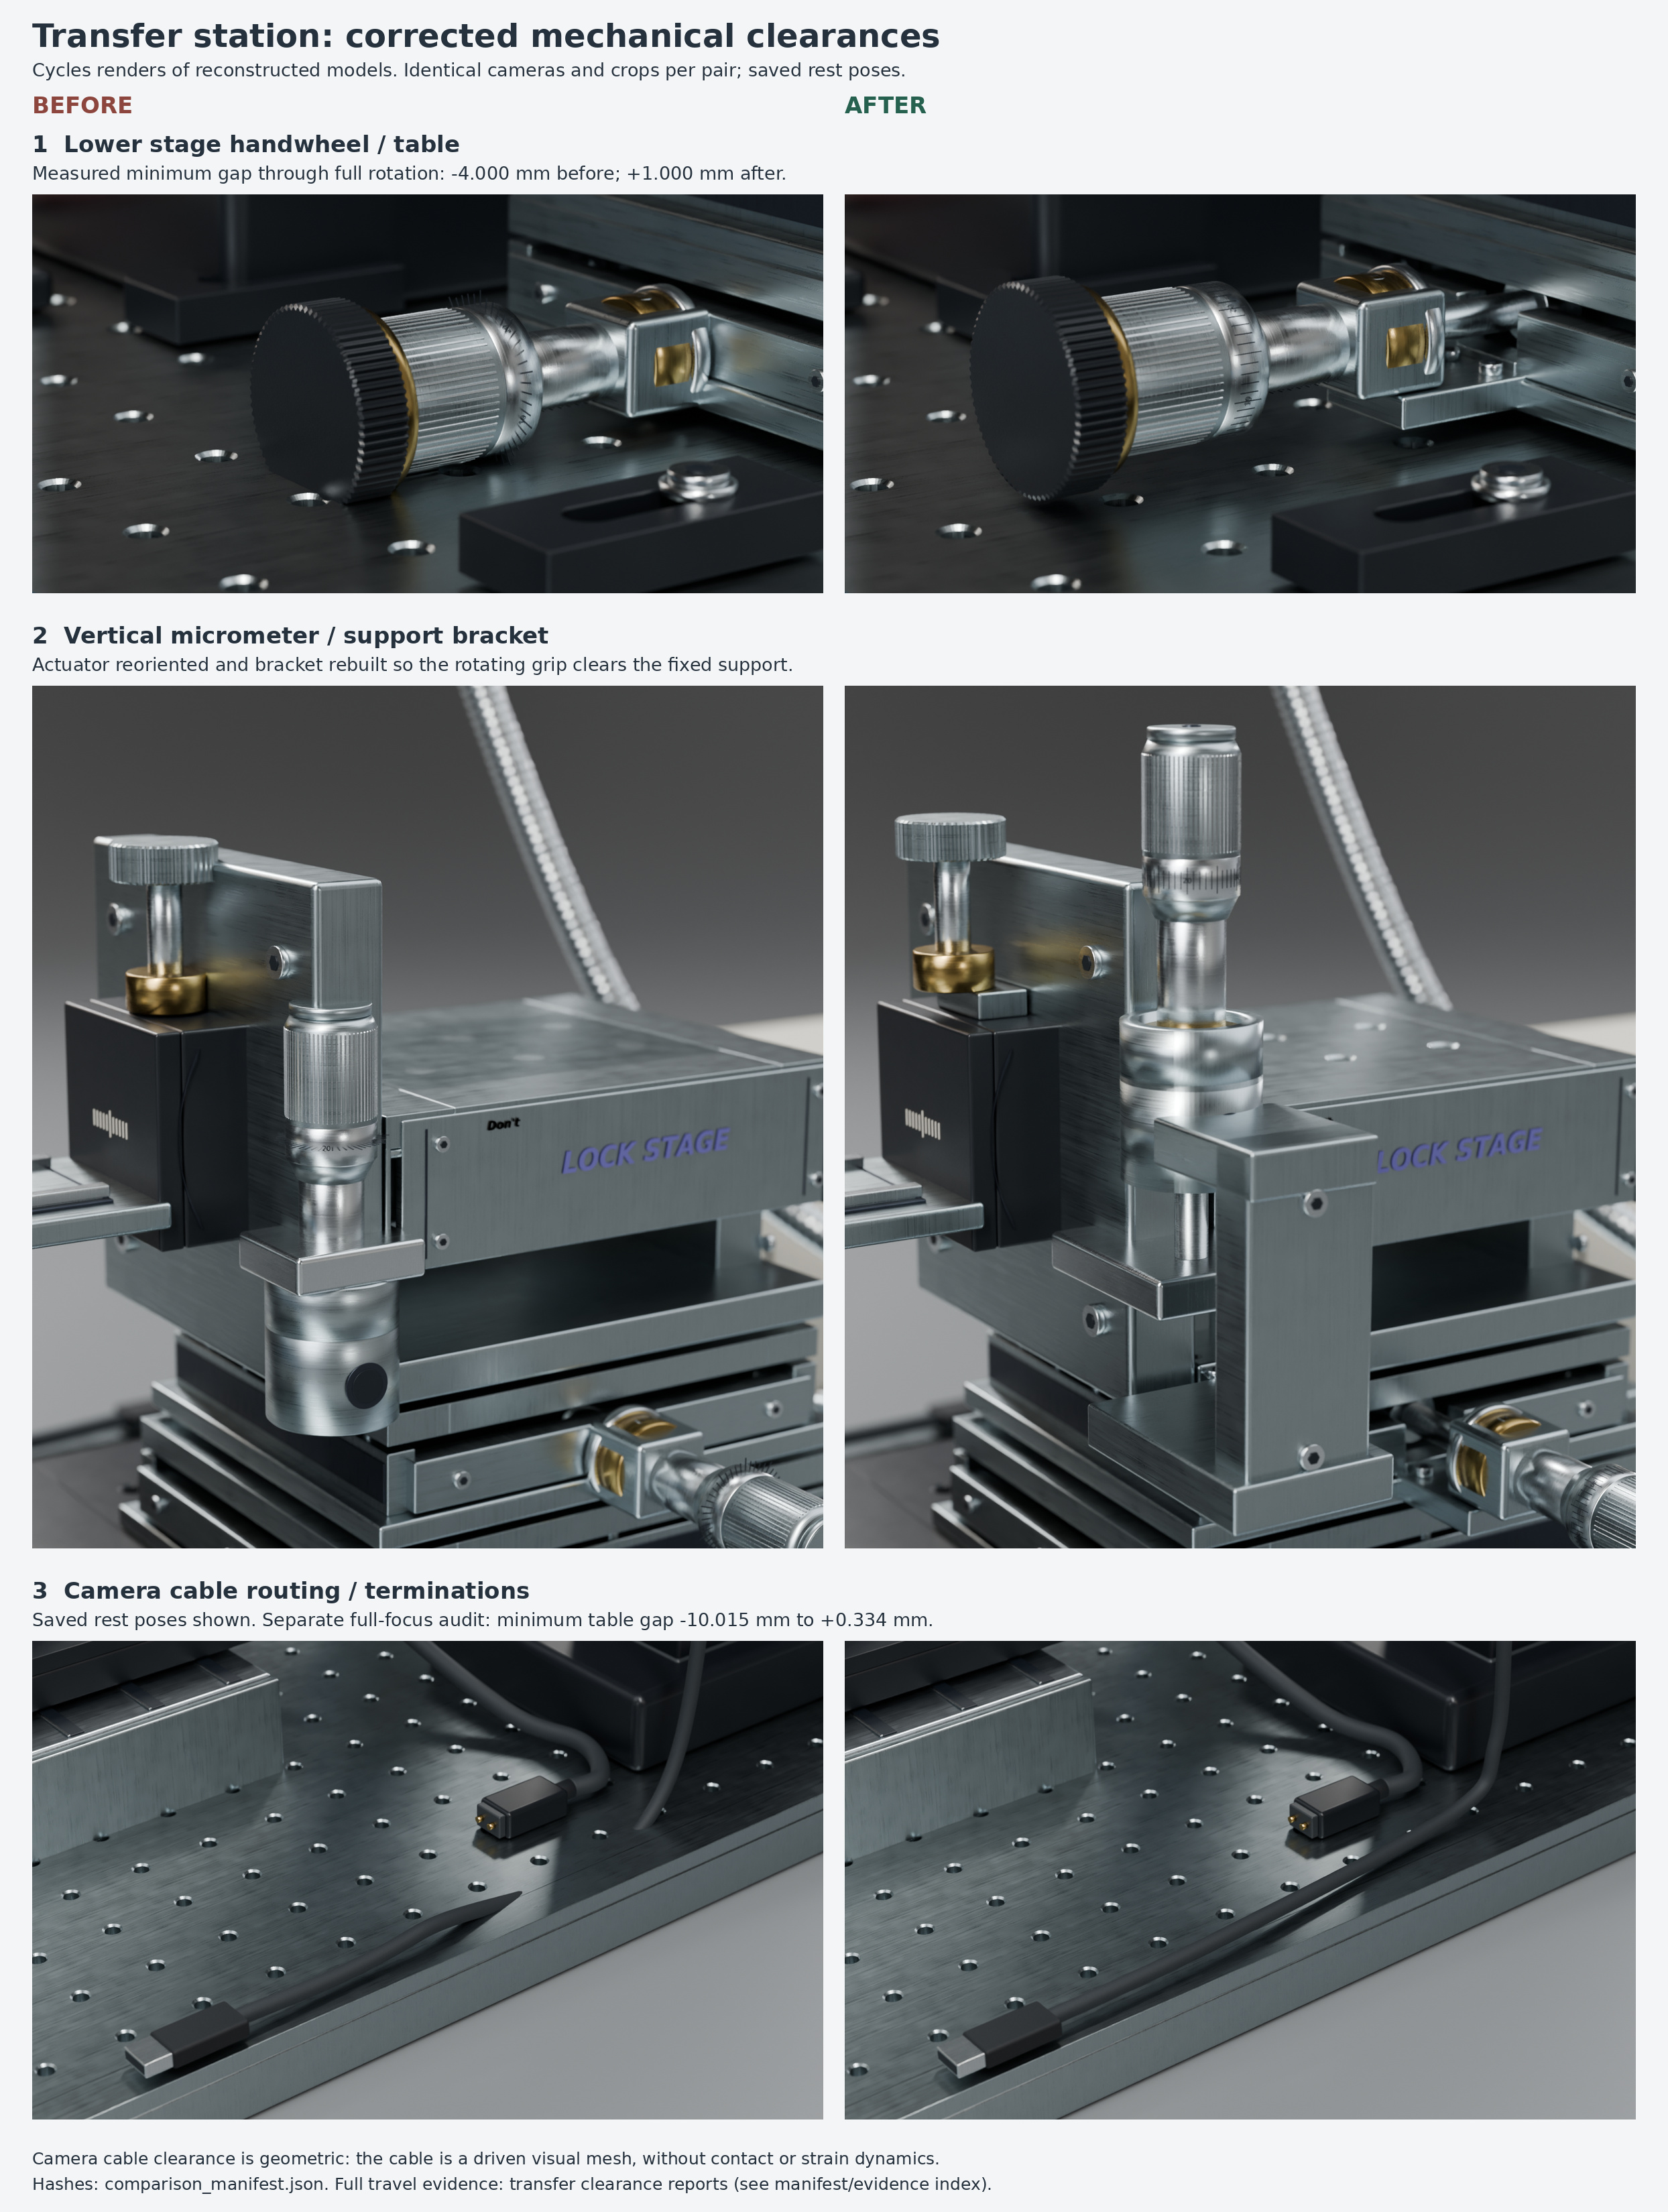 Transfer station: corrected mechanical clearances
Cycles renders of reconstructed models. Identical cameras and crops per pair; saved rest poses.
BEFORE
AFTER
1 Lower stage handwheel / table
Measured minimum gap through full rotation: -4.000 mm before; +1.000 mm after.
2 Vertical micrometer / support bracket
Actuator reoriented and bracket rebuilt so the rotating grip clears the fixed support.
Don't
LOCK STAGE
LOCK STAGE
3 Camera cable routing / terminations
Saved rest poses shown. Separate full-focus audit: minimum table gap -10.015 mm to +0.334 mm.
Camera cable clearance is geometric: the cable is a driven visual mesh, without contact or strain dynamics.
Hashes: comparison_manifest.json. Full travel evidence: transfer clearance reports (see manifest/evidence index).